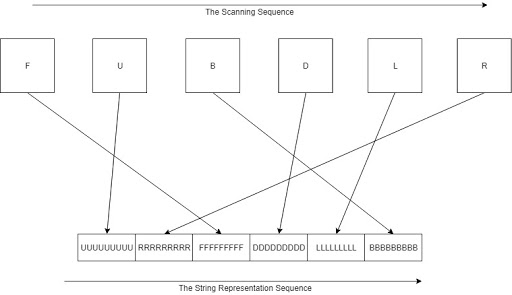 The Scanning Sequence
F U B D L R
UUUUUUUUU RRRRRRRRR FFFFFFFFF DDDDDDDDD LLLLLLLLL BBBBBBBBB
The String Representation Sequence